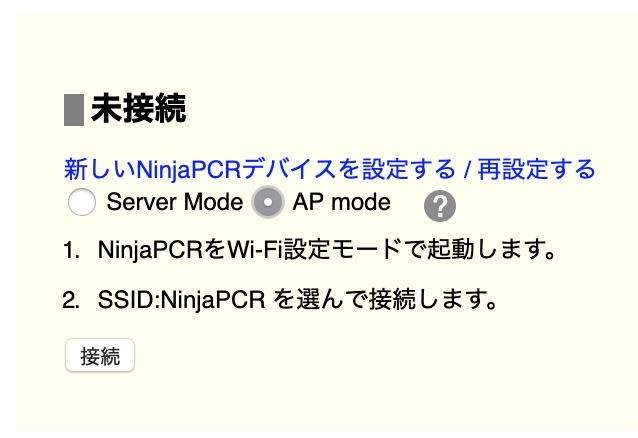 未接続
新しいNinjaPCRデバイスを設定する / 再設定する
Server Mode AP mode ?
1. NinjaPCRをWi-Fi設定モードで起動します。
2. SSID:NinjaPCR を選んで接続します。
接続